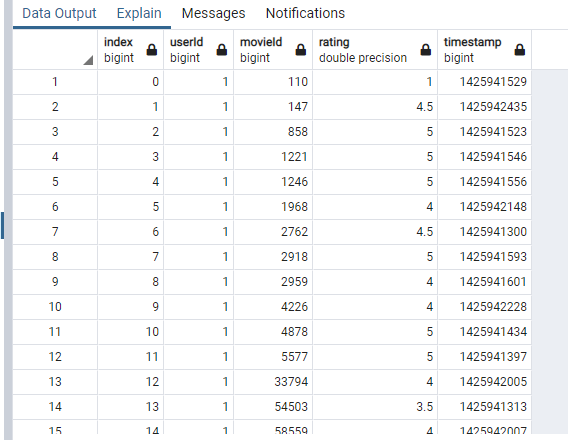 Data Output Explain Messages Notifications
index userId movieId rating timestamp
bigint bigint bigint double precision bigint
1 0 1 110 1 1425941529
2 1 1 147 4.5 1425942435
3 2 1 858 5 1425941523
4 3 1 1221 5 1425941546
5 4 1 1246 5 1425941556
6 5 1 1968 4 1425942148
7 6 1 2762 4.5 1425941300
8 7 1 2918 5 1425941593
9 8 1 2959 4 1425941601
10 9 1 4226 4 1425942228
11 10 1 4878 5 1425941434
12 11 1 5577 5 1425941397
13 12 1 33794 4 1425942005
14 13 1 54503 3.5 1425941313
15 14 1 58559 4 1425942007